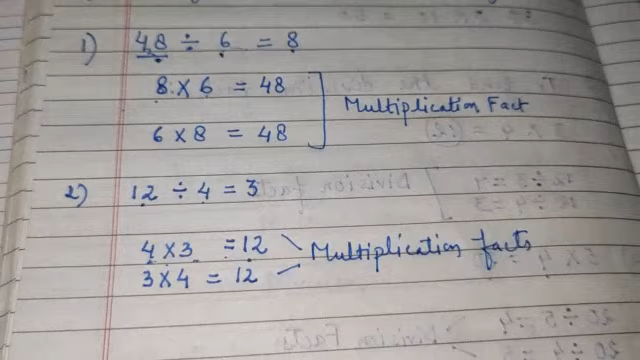 1) 48 ÷ 6 = 8
8 × 6 = 48
6 × 8 = 48
Multiplication Fact
2) 12 ÷ 4 = 3
4 × 3 = 12
3 × 4 = 12
Multiplication facts